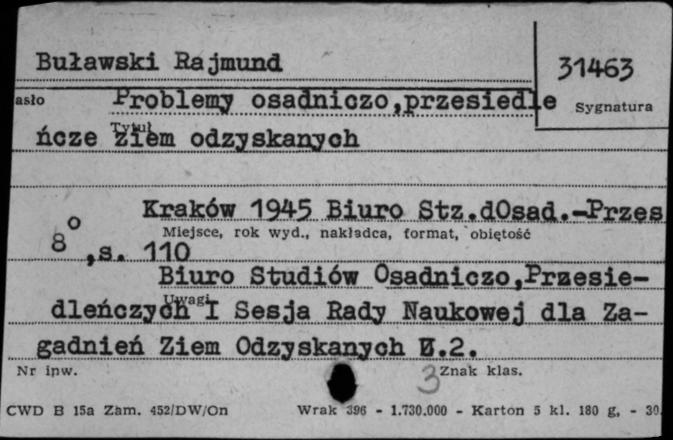 Buławski Rajmund
31463
asło Problemy osadniczo,przesiedle Sygnatura
Tytuł
ńcze Ziem odzyskanych
Kraków 1945 Biuro Stz.dOsad.-Przes
Miejsce, rok wyd., nakładca, format, objętość
8° ,s. 110
Biuro Studiów Osadniczo,Przesie-
Uwagi
dleńczych I Sesja Rady Naukowej dla Za-
gadnień Ziem Odzyskanych Z.2.
Nr inw. 3 Znak klas.
CWD B 15a Zam. 452/DW/On Wrak 396 - 1.730.000 - Karton 5 kl. 180 g, - 30.